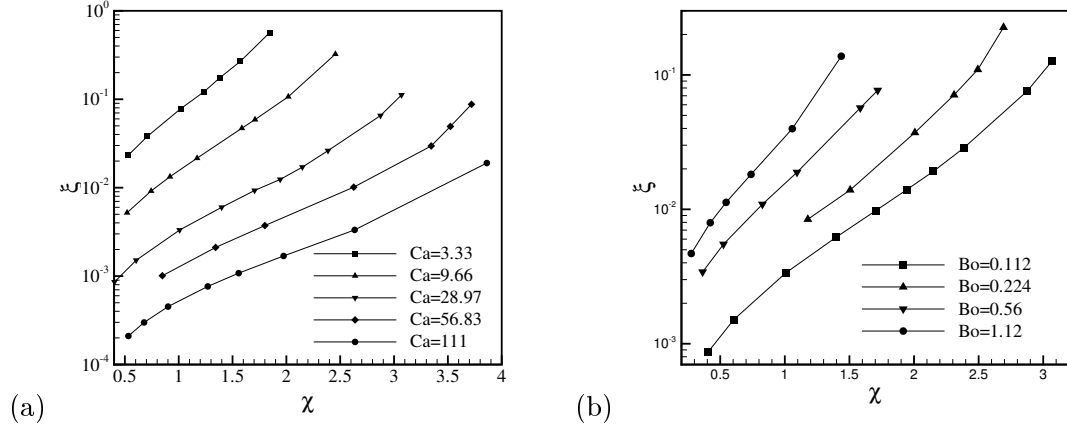 10^0
10^-1
10^-2
10^-3
10^-4
ξ
0.5 1 1.5 2 2.5 3 3.5 4
χ
Ca=3.33
Ca=9.66
Ca=28.97
Ca=56.83
Ca=111
(a)
10^-1
10^-2
10^-3
ξ
0.5 1 1.5 2 2.5 3
χ
Bo=0.112
Bo=0.224
Bo=0.56
Bo=1.12
(b)